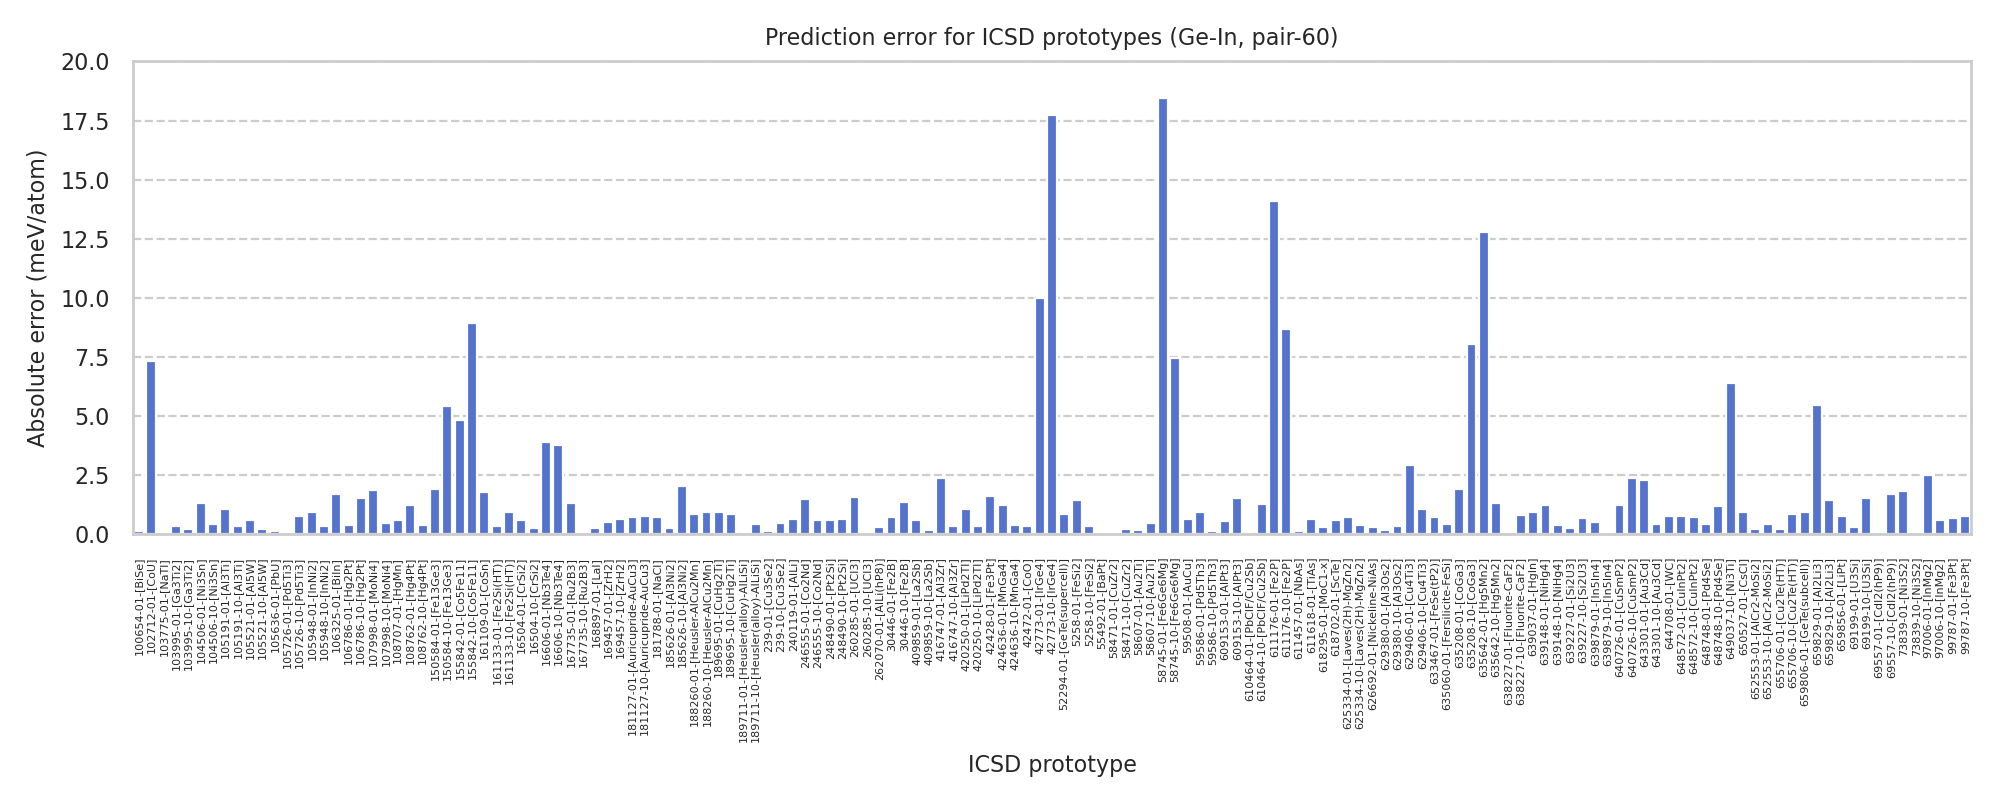 Prediction error for ICSD prototypes (Ge-In, pair-60)
Absolute error (meV/atom)
20.0
17.5
15.0
12.5
10.0
7.5
5.0
2.5
0.0
100654-01-[BiSe]
102712-01-[CoU]
103775-01-[NaTl]
103995-01-[Ga3Ti2]
103995-10-[Ga3Ti2]
104506-01-[Ni3Sn]
104506-10-[Ni3Sn]
105191-01-[Al3Ti]
105191-10-[Al3Ti]
105521-01-[Al5W]
105521-10-[Al5W]
105636-01-[PbU]
105726-01-[Pd5Ti3]
105726-10-[Pd5Ti3]
105948-01-[InNi2]
105948-10-[InNi2]
109325-01-[BiIn]
106786-01-[Hg2Pt]
106786-10-[Hg2Pt]
107998-01-[MoNi4]
107998-10-[MoNi4]
108707-01-[HgMn]
108762-01-[Hg4Pt]
108762-10-[Hg4Pt]
150584-01-[Fe13Ge3]
150584-10-[Fe13Ge3]
155842-01-[Co5Fe11]
155842-10-[Co5Fe11]
161109-01-[CoSn]
161133-01-[Fe2Si(HT)]
161133-10-[Fe2Si(HT)]
16504-01-[CrSi2]
16504-10-[CrSi2]
16606-01-[Nb3Te4]
16606-10-[Nb3Te4]
167735-01-[Ru2B3]
167735-10-[Ru2B3]
168897-01-[LaI]
169457-01-[ZrH2]
169457-10-[ZrH2]
181127-01-[Auricupride-AuCu3]
181127-10-[Auricupride-AuCu3]
181788-01-[NaCl]
185626-01-[Al3Ni2]
185626-10-[Al3Ni2]
188260-01-[Heusler-AlCu2Mn]
188260-10-[Heusler-AlCu2Mn]
189695-01-[CuHg2Ti]
189695-10-[CuHg2Ti]
189711-01-[Heusler(alloy)-AlLiSi]
189711-10-[Heusler(alloy)-AlLiSi]
239-01-[Cu3Se2]
239-10-[Cu3Se2]
240119-01-[AlLi]
246555-01-[Co2Nd]
246555-10-[Co2Nd]
248490-01-[Pt2Si]
248490-10-[Pt2Si]
260285-01-[UCl3]
260285-10-[UCl3]
262070-01-[AlLi(hP8)]
30446-01-[Fe2B]
30446-10-[Fe2B]
409859-01-[La2Sb]
409859-10-[La2Sb]
416747-01-[Al3Zr]
416747-10-[Al3Zr]
420250-01-[LiPd2Tl]
420250-10-[LiPd2Tl]
42428-01-[Fe3Pt]
424636-01-[MnGa4]
424636-10-[MnGa4]
42472-01-[CoO]
42773-01-[IrGe4]
42773-10-[IrGe4]
52294-01-[GeTe(supercell)]
5258-01-[FeSi2]
5258-10-[FeSi2]
55492-01-[BaPt]
58471-01-[CuZr2]
58471-10-[CuZr2]
58607-01-[Au2Ti]
58607-10-[Au2Ti]
58745-01-[Fe6Ge6Mg]
58745-10-[Fe6Ge6Mg]
59508-01-[AuCu]
59586-01-[Pd5Th3]
59586-10-[Pd5Th3]
609153-01-[AlPt3]
609153-10-[AlPt3]
610464-01-[PbClF/Cu2Sb]
610464-10-[PbClF/Cu2Sb]
611176-01-[Fe2P]
611176-10-[Fe2P]
611457-01-[NbAs]
611618-01-[TiAs]
618295-01-[MoC1-x]
618702-01-[ScTe]
625334-01-[Laves(2H)-MgZn2]
625334-10-[Laves(2H)-MgZn2]
626692-01-[Nickeline-NiAs]
629380-01-[Al3Os2]
629380-10-[Al3Os2]
629406-01-[Cu4Ti3]
629406-10-[Cu4Ti3]
633467-01-[FeSe(tP2)]
635060-01-[Fersilicite-FeSi]
635208-01-[CoGa3]
635208-10-[CoGa3]
635642-01-[Hg5Mn2]
635642-10-[Hg5Mn2]
638227-01-[Fluorite-CaF2]
638227-10-[Fluorite-CaF2]
639037-01-[HgIn]
639148-01-[NiHg4]
639148-10-[NiHg4]
639227-01-[Si2U3]
639227-10-[Si2U3]
639879-01-[In5In4]
639879-10-[In5In4]
640726-01-[CuSmP2]
640726-10-[CuSmP2]
643301-01-[Au3Cd]
643301-10-[Au3Cd]
644708-01-[WC]
648572-01-[CuInPt2]
648572-10-[CuInPt2]
648748-01-[Pd4Se]
648748-10-[Pd4Se]
649037-10-[Ni3Ti]
650527-01-[CsCl]
652553-01-[AlCr2-MoSi2]
652553-10-[AlCr2-MoSi2]
655706-01-[Cu2Te(HT)]
655706-10-[Cu2Te(HT)]
659806-01-[GeTe(subcell)]
659829-01-[Al2Li3]
659829-10-[Al2Li3]
659856-01-[LiPt]
69199-01-[U3Si]
69199-10-[U3Si]
69557-01-[CdI2(hP9)]
69557-10-[CdI2(hP9)]
73839-01-[Ni3S2]
73839-10-[Ni3S2]
97006-01-[InMg2]
97006-10-[InMg2]
99787-01-[Fe3Pt]
99787-10-[Fe3Pt]
ICSD prototype